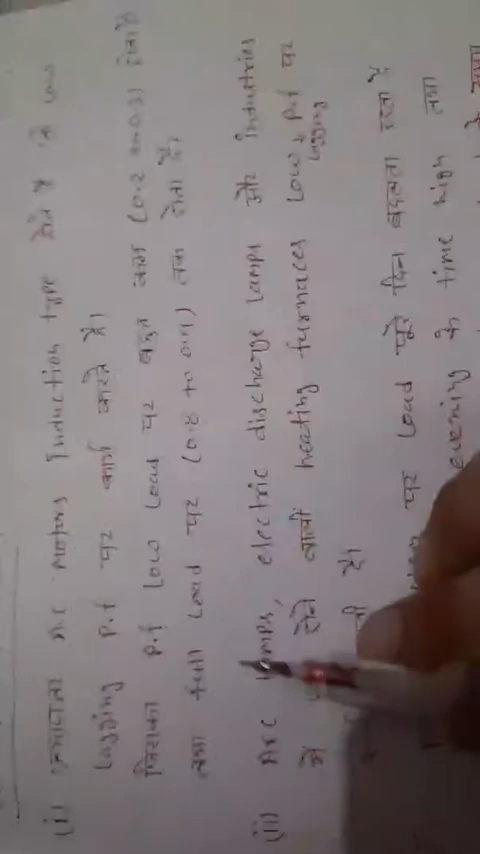 (i) ज्यादातर A.C motors Induction type होते है जो low
lagging P.f पर कार्य करते है।
जिसका P.f low load पर बहुत कम (0.2 to 0.3) होता है
तथा full load पर (0.8 to 0.9) तक होता है।
(ii) Arc lamps, electric discharge lamps और Industries
में होने वाली heating furnaces low lagging P.f पर
है।
पर load पूरे दिन बदलता रहता है
evening के time high तथा